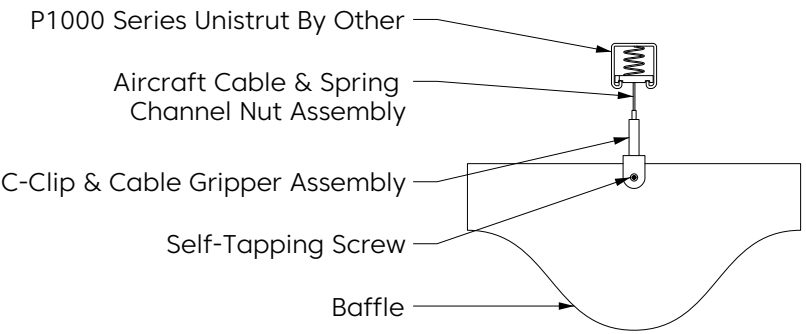 P1000 Series Unistrut By Other
Aircraft Cable & Spring
Channel Nut Assembly
C-Clip & Cable Gripper Assembly
Self-Tapping Screw
Baffle